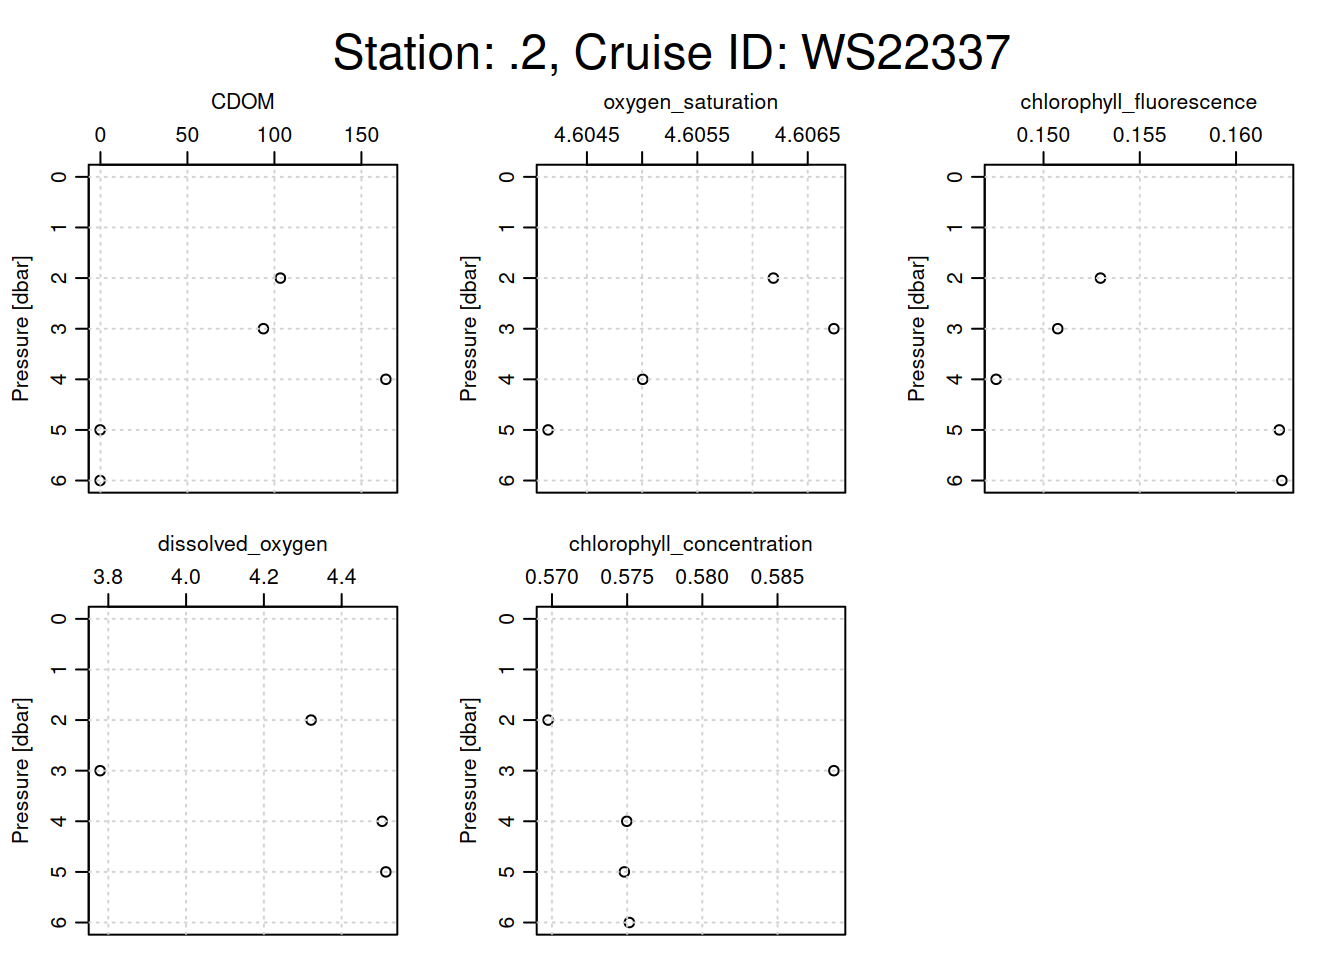 Station: .2, Cruise ID: WS22337
CDOM
0 50 100 150
Pressure [dbar]
0 1 2 3 4 5 6
oxygen_saturation
4.6045 4.6055 4.6065
Pressure [dbar]
0 1 2 3 4 5 6
chlorophyll_fluorescence
0.150 0.155 0.160
Pressure [dbar]
0 1 2 3 4 5 6
dissolved_oxygen
3.8 4.0 4.2 4.4
Pressure [dbar]
0 1 2 3 4 5 6
chlorophyll_concentration
0.570 0.575 0.580 0.585
Pressure [dbar]
0 1 2 3 4 5 6